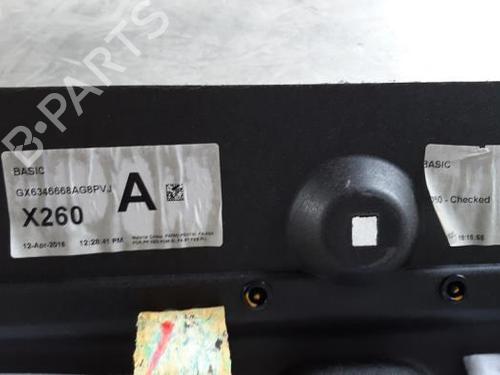 B-PARTS
BASIC
GX6346668AG8PVJ
A
X260
12-Apr-2016 12:28:41 PM
BASIC
- Checked